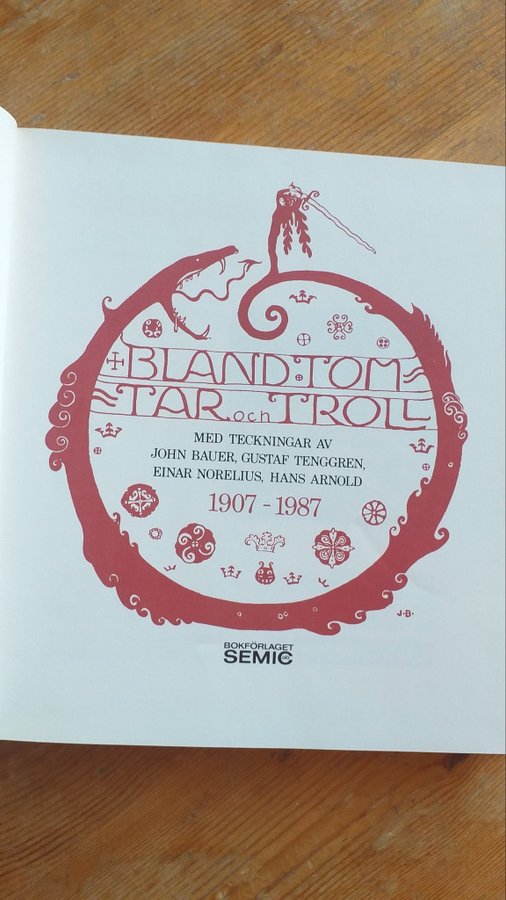 BLAND TOM
TAR och TROLL
MED TECKNINGAR AV
JOHN BAUER, GUSTAF TENGGREN,
EINAR NORELIUS, HANS ARNOLD
1907 - 1987
J·B·
BOKFÖRLAGET
SEMIC